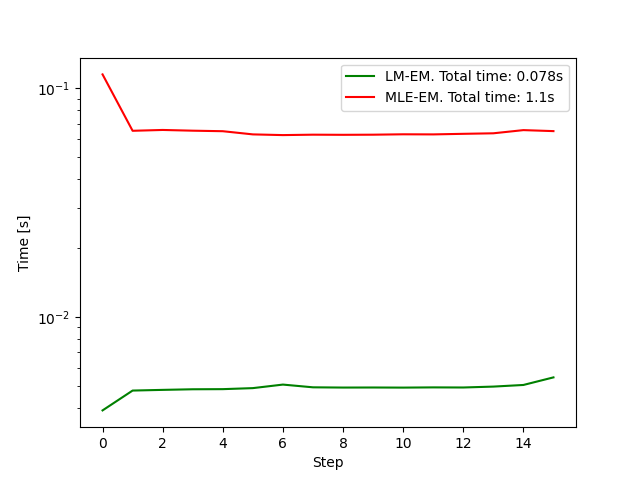 LM-EM. Total time: 0.078s
MLE-EM. Total time: 1.1s
10⁻¹
10⁻²
Time [s]
0 2 4 6 8 10 12 14
Step